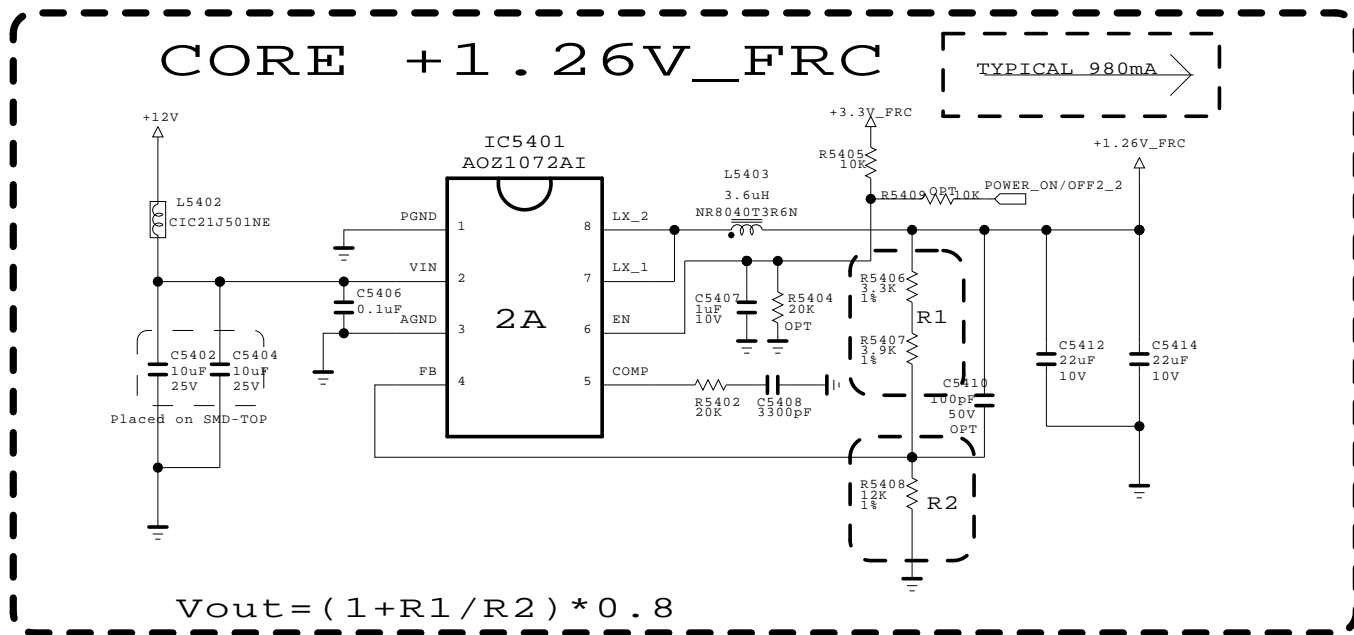 CORE +1.26V_FRC
TYPICAL 980mA
+12V
+3.3V_FRC
IC5401
AOZ1072AI
+1.26V_FRC
R5405
10K
L5403
3.6uH
NR8040T3R6N
R5409
OPT
10K
POWER_ON/OFF2_2
L5402
CIC21J501NE
PGND
1
8
LX_2
VIN
2
7
LX_1
C5406
0.1uF
AGND
3
2A
6
EN
C5407
1uF
10V
R5404
20K
OPT
R5406
3.3K
1%
R1
R5407
3.9K
1%
C5402
10uF
25V
C5404
10uF
25V
Placed on SMD-TOP
FB
4
5
COMP
R5402
20K
C5408
3300pF
C5410
100pF
50V
OPT
C5412
22uF
10V
C5414
22uF
10V
R5408
12K
1%
R2
Vout=(1+R1/R2)*0.8